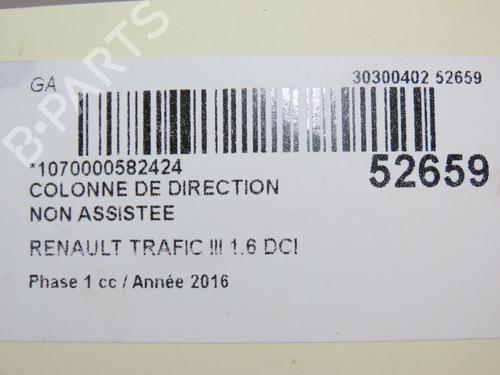 GA 30300402 52659
*1070000582424 52659
COLONNE DE DIRECTION
NON ASSISTEE
RENAULT TRAFIC III 1.6 DCI
Phase 1 cc / Année 2016
B-PARTS